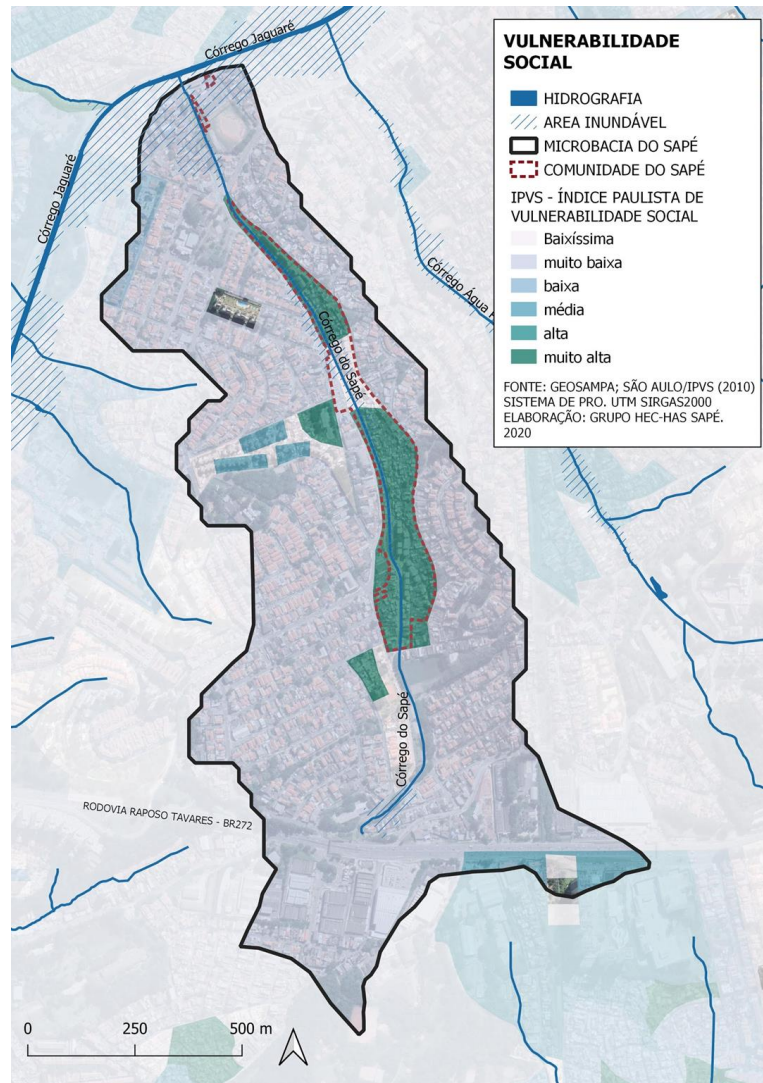 Córrego Jaguaré
VULNERABILIDADE
SOCIAL
HIDROGRAFIA
AREA INUNDÁVEL
MICROBACIA DO SAPÉ
COMUNIDADE DO SAPÉ
IPVS - ÍNDICE PAULISTA DE
VULNERABILIDADE SOCIAL
Baixíssima
muito baixa
baixa
média
alta
muito alta
FONTE: GEOSAMPA; SÃO AULO/IPVS (2010)
SISTEMA DE PRO. UTM SIRGAS2000
ELABORAÇÃO: GRUPO HEC-HAS SAPÉ.
2020
Córrego Jaguaré
Córrego Água
Córrego do Sapé
Córrego do Sapé
RODOVIA RAPOSO TAVARES - BR272
0 250 500 m